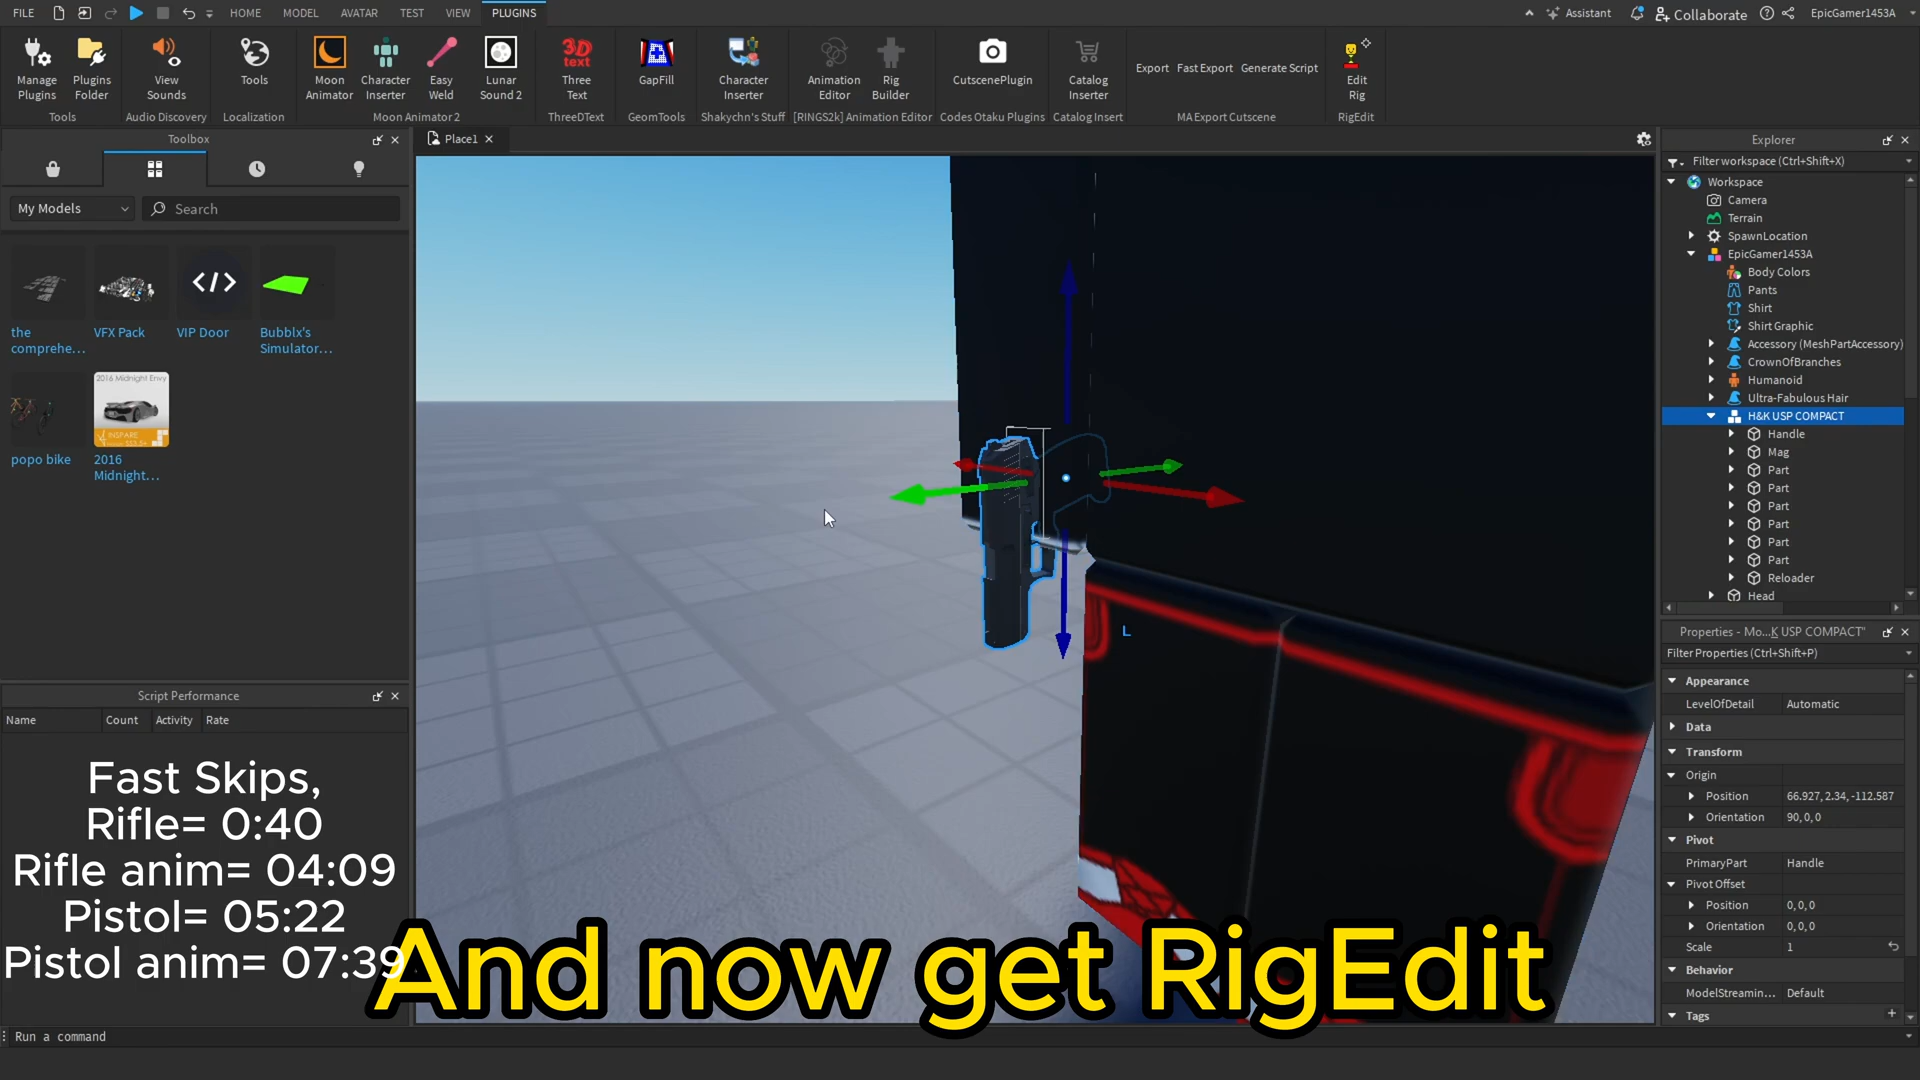 FILE HOME MODEL AVATAR TEST VIEW PLUGINS Assistant Collaborate EpicGamer1453A
Manage Plugins
Plugins Folder
Tools
View Sounds
Audio Discovery
Tools
Localization
Moon Animator
Character Inserter
Easy Weld
Lunar Sound 2
Moon Animator 2
3D text
Three Text
ThreeDText
GapFill
GeomTools
Character Inserter
Shakychn's Stuff
Animation Editor
Rig Builder
[RINGS2k] Animation Editor
CutscenePlugin
Codes Otaku Plugins
Catalog Inserter
Catalog Insert
Export Fast Export Generate Script
MA Export Cutscene
Edit Rig
RigEdit
Toolbox
My Models
Search
the comprehe...
VFX Pack
VIP Door
Bubblx's Simulator...
popo bike
2016 Midnight Envy
INSPARE
2016 Midnight...
Script Performance
Name Count Activity Rate
Fast Skips,
Rifle= 0:40
Rifle anim= 04:09
Pistol= 05:22
Pistol anim= 07:39
Place1
L
And now get RigEdit
Explorer
Filter workspace (Ctrl+Shift+X)
Workspace
Camera
Terrain
SpawnLocation
EpicGamer1453A
Body Colors
Pants
Shirt
Shirt Graphic
Accessory (MeshPartAccessory)
CrownOfBranches
Humanoid
Ultra-Fabulous Hair
H&K USP COMPACT
Handle
Mag
Part
Part
Part
Part
Part
Part
Reloader
Head
Properties - Mo...K USP COMPACT"
Filter Properties (Ctrl+Shift+P)
Appearance
LevelOfDetail Automatic
Data
Transform
Origin
Position 66.927, 2.34, -112.587
Orientation 90, 0, 0
Pivot
PrimaryPart Handle
Pivot Offset
Position 0, 0, 0
Orientation 0, 0, 0
Scale 1
Behavior
ModelStreamin... Default
Tags
Run a command